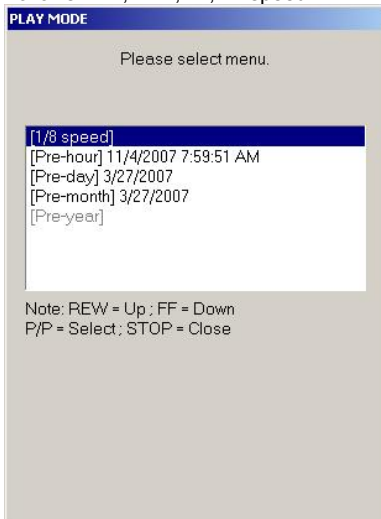 PLAY MODE
Please select menu.
[1/8 speed]
[Pre-hour] 11/4/2007 7:59:51 AM
[Pre-day] 3/27/2007
[Pre-month] 3/27/2007
[Pre-year]
Note: REW = Up ; FF = Down
P/P = Select ; STOP = Close